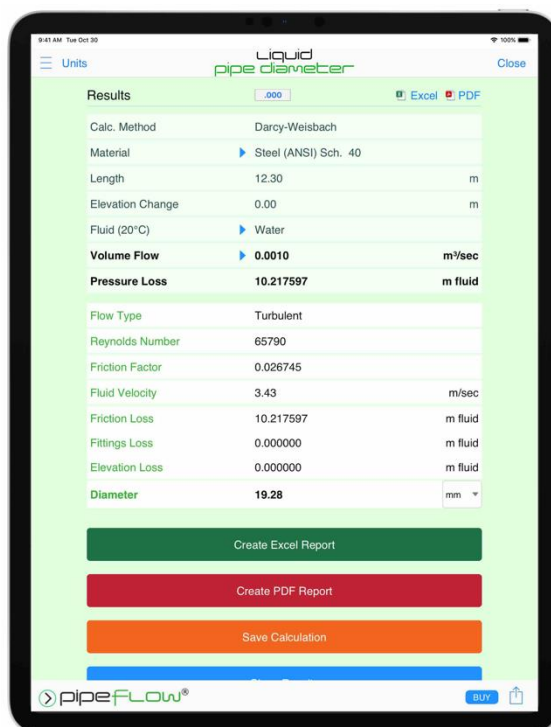 9:41 AM Tue Oct 30
100%
Units
Liquid
pipe diameter
Close
Results
.000
Excel
PDF
Calc. Method Darcy-Weisbach
Material Steel (ANSI) Sch. 40
Length 12.30 m
Elevation Change 0.00 m
Fluid (20°C) Water
Volume Flow 0.0010 m³/sec
Pressure Loss 10.217597 m fluid
Flow Type Turbulent
Reynolds Number 65790
Friction Factor 0.026745
Fluid Velocity 3.43 m/sec
Friction Loss 10.217597 m fluid
Fittings Loss 0.000000 m fluid
Elevation Loss 0.000000 m fluid
Diameter 19.28 mm
Create Excel Report
Create PDF Report
Save Calculation
pipeFLOW®
BUY